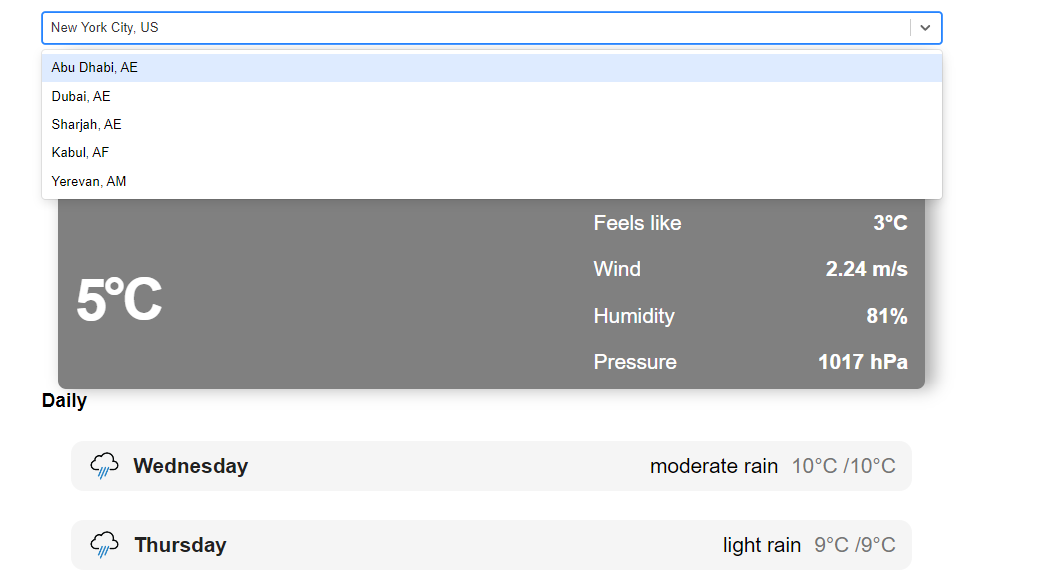 New York City, US
Abu Dhabi, AE
Dubai, AE
Sharjah, AE
Kabul, AF
Yerevan, AM
5°C
Feels like 3°C
Wind 2.24 m/s
Humidity 81%
Pressure 1017 hPa
Daily
Wednesday moderate rain 10°C /10°C
Thursday light rain 9°C /9°C